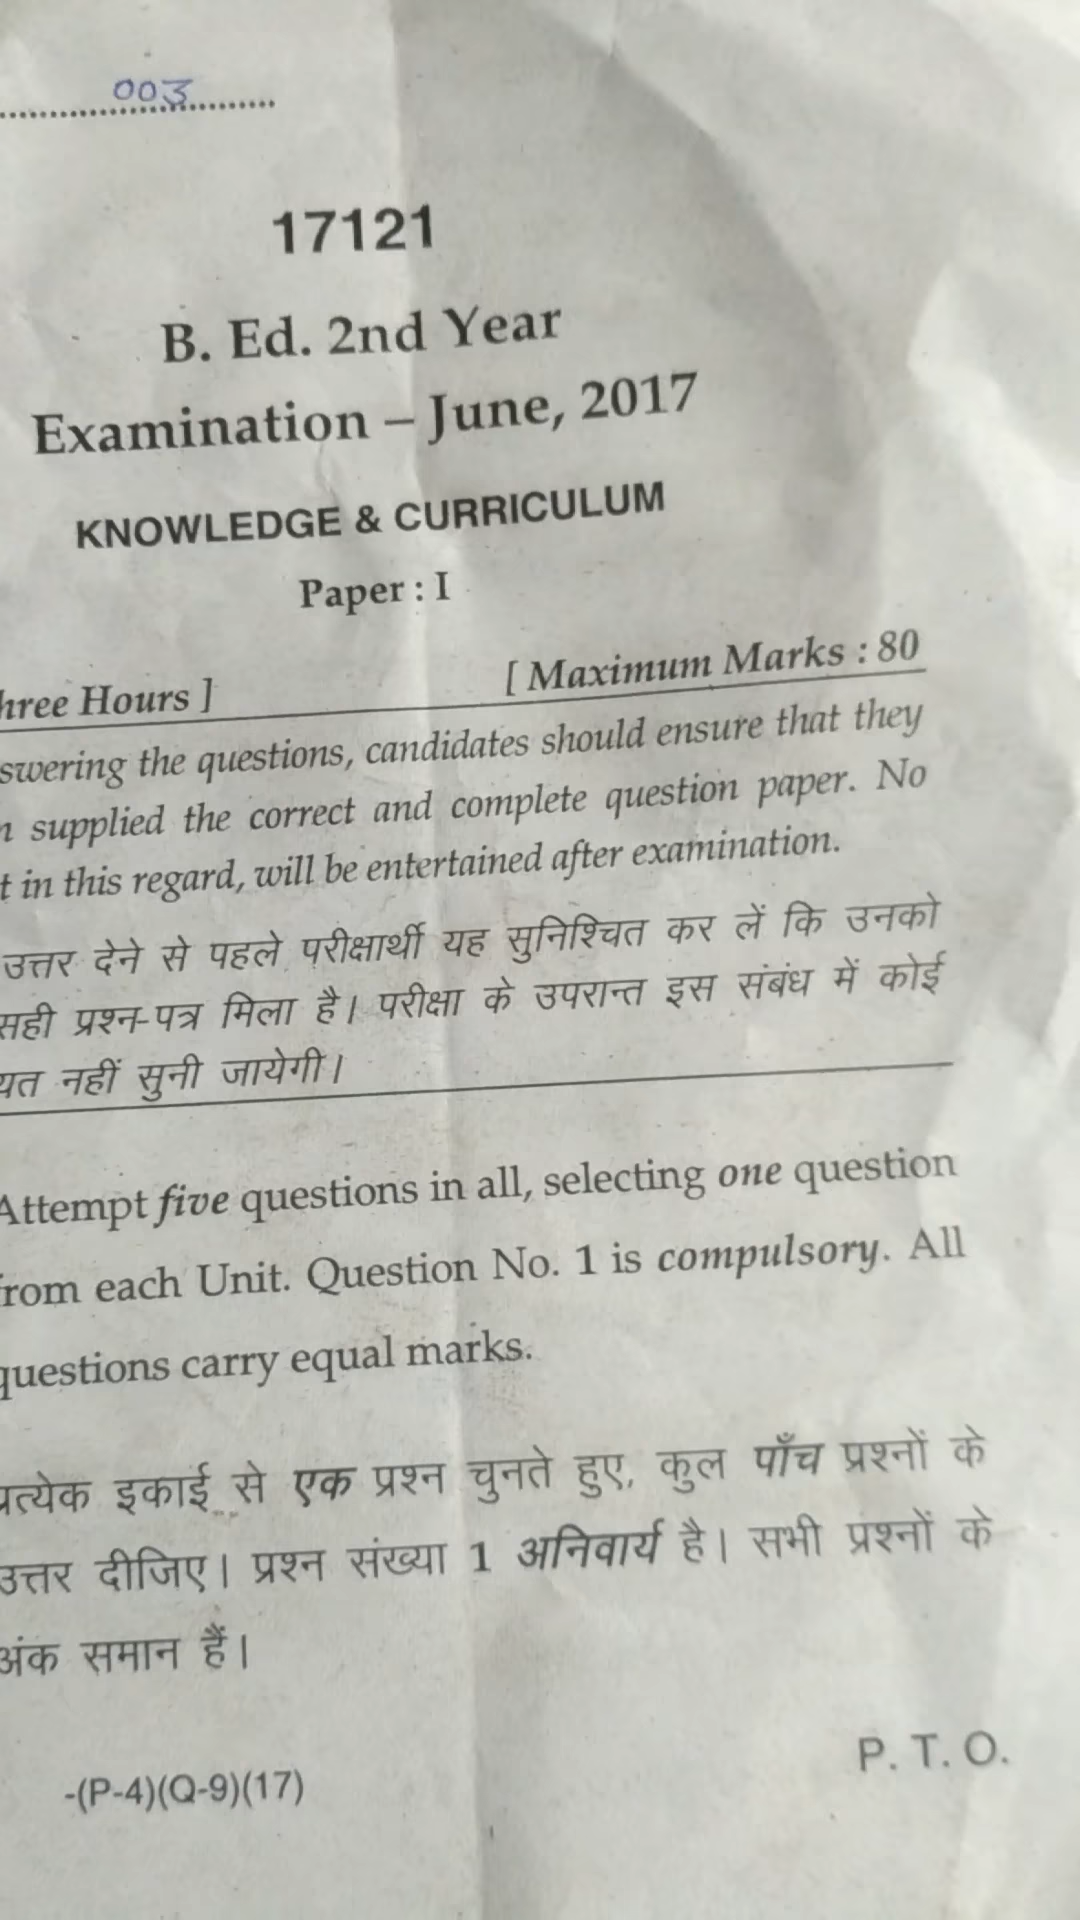 003
17121
B. Ed. 2nd Year
Examination – June, 2017
KNOWLEDGE & CURRICULUM
Paper : I
hree Hours ] [ Maximum Marks : 80
swering the questions, candidates should ensure that they
supplied the correct and complete question paper. No
t in this regard, will be entertained after examination.
उत्तर देने से पहले परीक्षार्थी यह सुनिश्चित कर लें कि उनको
सही प्रश्न-पत्र मिला है। परीक्षा के उपरान्त इस संबंध में कोई
यत नहीं सुनी जायेगी।
Attempt five questions in all, selecting one question
from each Unit. Question No. 1 is compulsory. All
questions carry equal marks.
प्रत्येक इकाई से एक प्रश्न चुनते हुए, कुल पाँच प्रश्नों के
उत्तर दीजिए। प्रश्न संख्या 1 अनिवार्य है। सभी प्रश्नों के
अंक समान हैं।
-(P-4)(Q-9)(17) P. T. O.